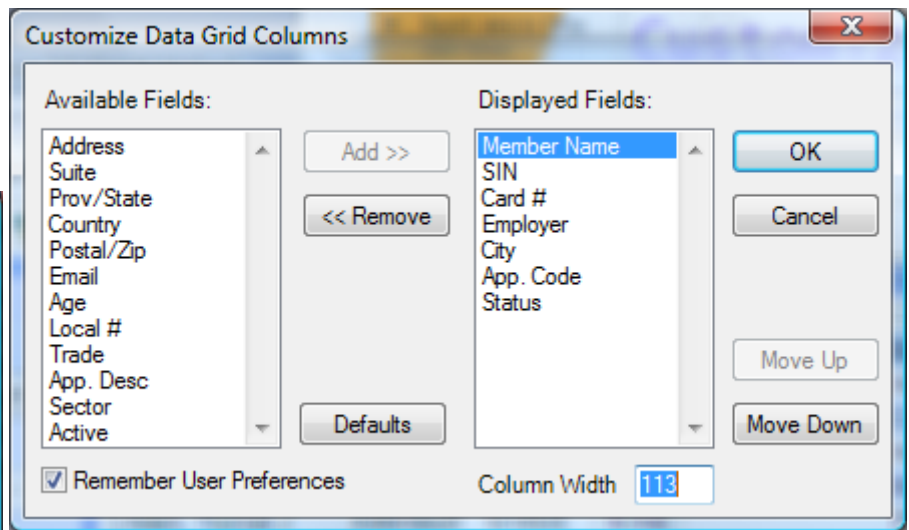 Customize Data Grid Columns
Available Fields:
Address
Suite
Prov/State
Country
Postal/Zip
Email
Age
Local #
Trade
App. Desc
Sector
Active
Add >>
<< Remove
Defaults
Displayed Fields:
Member Name
SIN
Card #
Employer
City
App. Code
Status
OK
Cancel
Move Up
Move Down
Remember User Preferences
Column Width 113